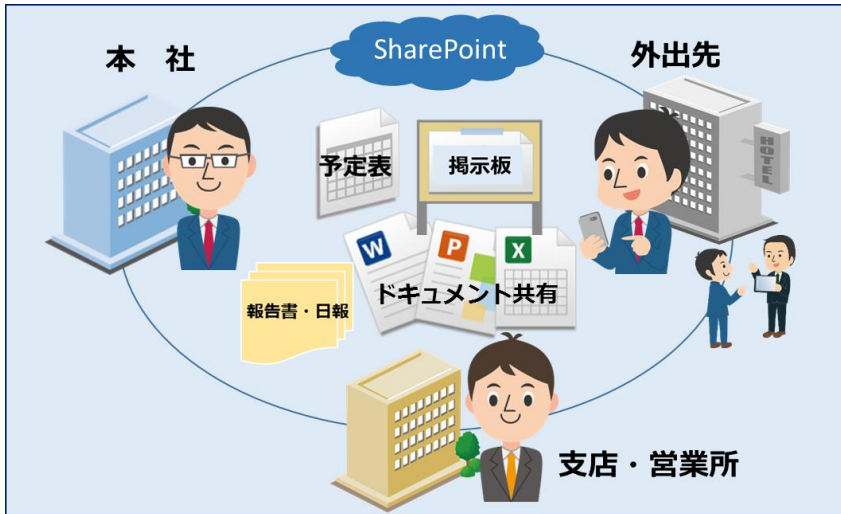 SharePoint
本 社
外出先
予定表
掲示板
W
P
X
ドキュメント共有
報告書・日報
HOTEL
支店・営業所